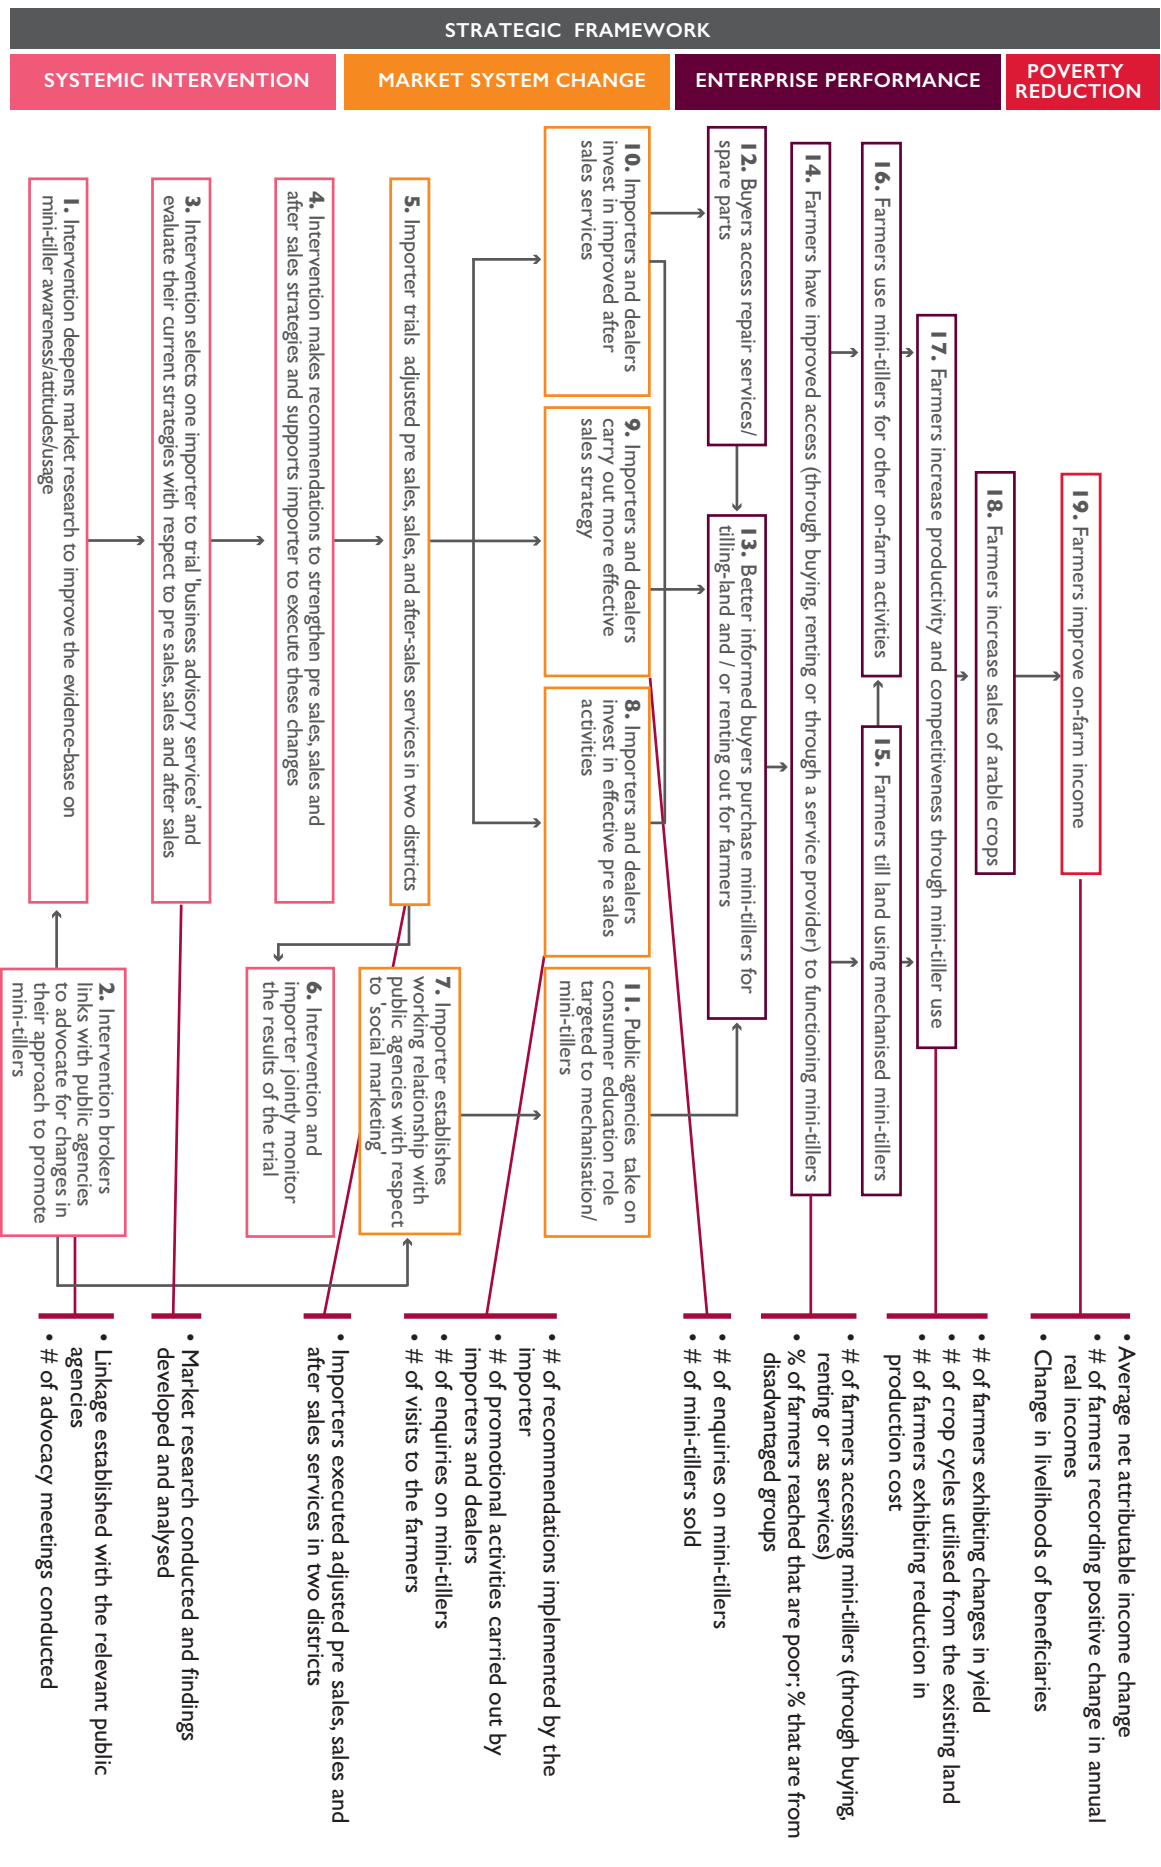 STRATEGIC FRAMEWORK
SYSTEMIC INTERVENTION
MARKET SYSTEM CHANGE
ENTERPRISE PERFORMANCE
POVERTY
REDUCTION
1. Intervention deepens market research to improve the evidence-base on
mini-tiller awareness/attitudes/usage
2. Intervention brokers
links with public agencies
to advocate for changes in
their approach to promote
mini-tillers
3. Intervention selects one importer to trial 'business advisory services' and
evaluate their current strategies with respect to pre sales, sales and after sales
4. Intervention makes recommendations to strengthen pre sales, sales and
after sales strategies and supports importer to execute these changes
5. Importer trials adjusted pre sales, sales, and after-sales services in two districts
6. Intervention and
importer jointly monitor
the results of the trial
7. Importer establishes
working relationship with
public agencies with respect
to 'social marketing'
10. Importers and dealers
invest in improved after
sales services
9. Importers and dealers
carry out more effective
sales strategy
8. Importers and dealers
invest in effective pre sales
activities
11. Public agencies take on
consumer education role
targeted to mechanisation/
mini-tillers
12. Buyers access repair services/
spare parts
13. Better informed buyers purchase mini-tillers for
tilling-land and / or renting out for farmers
14. Farmers have improved access (through buying, renting or through a service provider) to functioning mini-tillers
16. Farmers use mini-tillers for other on-farm activities
15. Farmers till land using mechanised mini-tillers
17. Farmers increase productivity and competitiveness through mini-tiller use
18. Farmers increase sales of arable crops
19. Farmers improve on-farm income
• Average net attributable income change
• # of farmers recording positive change in annual
real incomes
• Change in livelihoods of beneficiaries
• # of farmers exhibiting changes in yield
• # of crop cycles utilised from the existing land
• # of farmers exhibiting reduction in
production cost
• # of farmers accessing mini-tillers (through buying,
renting or as services)
• % of farmers reached that are poor; % that are from
disadvantaged groups
• # of enquiries on mini-tillers
• # of mini-tillers sold
• # of recommendations implemented by the
importer
• # of promotional activities carried out by
importers and dealers
• # of enquiries on mini-tillers
• # of visits to the farmers
• Importers executed adjusted pre sales, sales and
after sales services in two districts
• Market research conducted and findings
developed and analysed
• Linkage established with the relevant public
agencies
• # of advocacy meetings conducted